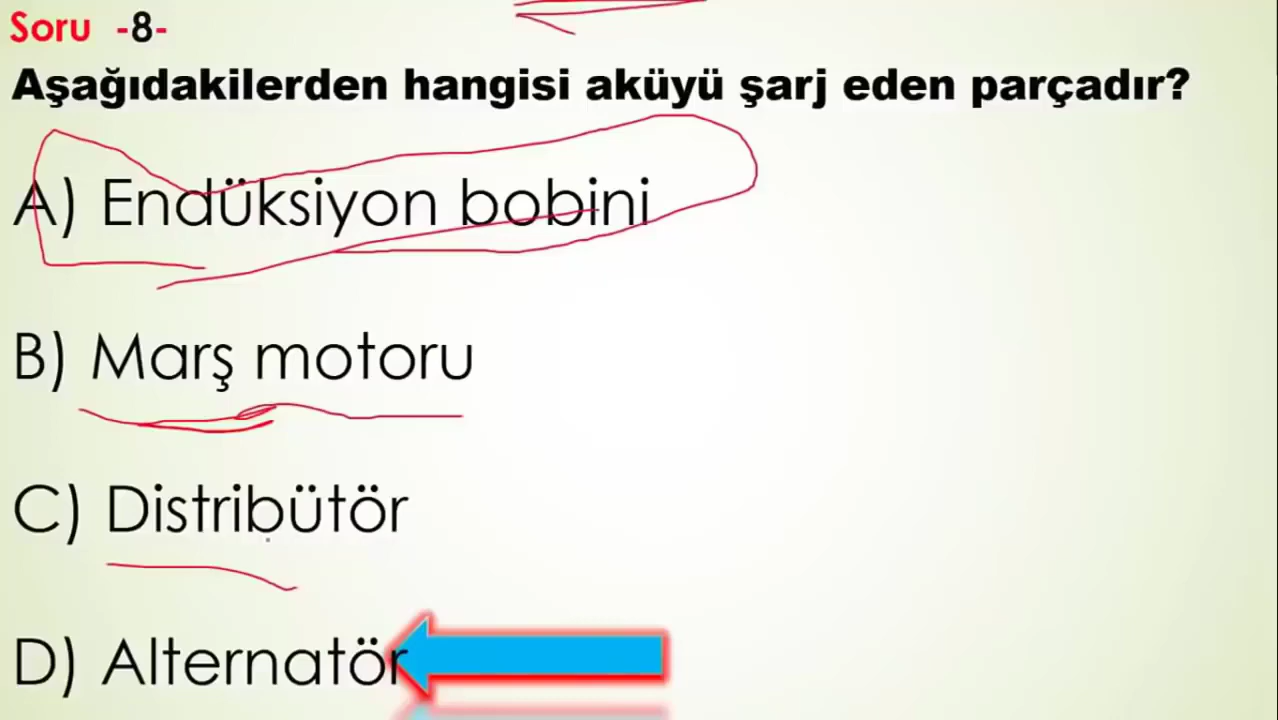 Soru -8-
Aşağıdakilerden hangisi aküyü şarj eden parçadır?
A) Endüksiyon bobini
B) Marş motoru
C) Distribütör
D) Alternatör